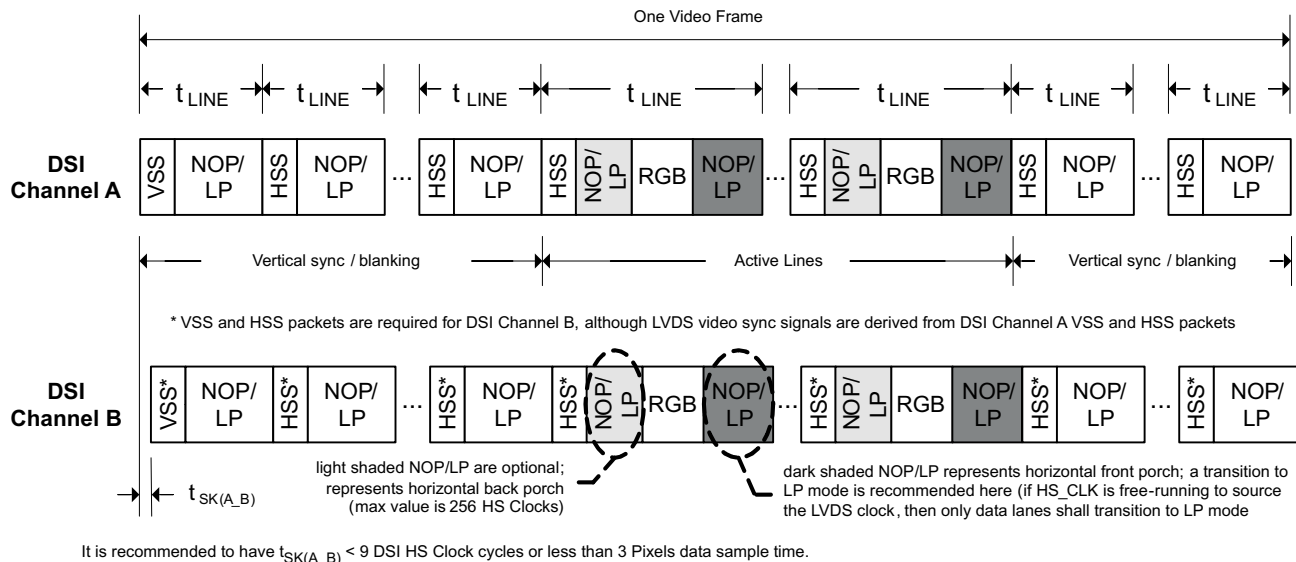 One Video Frame
t LINE t LINE t LINE t LINE t LINE t LINE t LINE
DSI
Channel A
VSS NOP/ LP HSS NOP/ LP ... HSS NOP/ LP HSS NOP/ LP RGB NOP/ LP ... HSS NOP/ LP RGB NOP/ LP HSS NOP/ LP ... HSS NOP/ LP
Vertical sync / blanking Active Lines Vertical sync / blanking
* VSS and HSS packets are required for DSI Channel B, although LVDS video sync signals are derived from DSI Channel A VSS and HSS packets
DSI
Channel B
VSS* NOP/ LP HSS* NOP/ LP ... HSS* NOP/ LP HSS* NOP/ LP RGB NOP/ LP ... HSS* NOP/ LP RGB NOP/ LP HSS* NOP/ LP ... HSS* NOP/ LP
light shaded NOP/LP are optional;
represents horizontal back porch
(max value is 256 HS Clocks)
dark shaded NOP/LP represents horizontal front porch; a transition to
LP mode is recommended here (if HS_CLK is free-running to source
the LVDS clock, then only data lanes shall transition to LP mode
t SK(A_B)
It is recommended to have tSK(A_B) < 9 DSI HS Clock cycles or less than 3 Pixels data sample time.